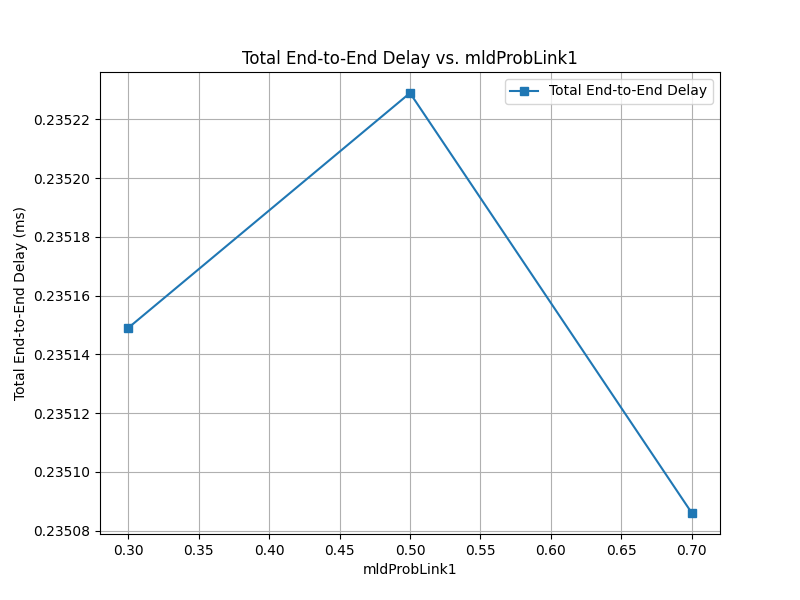 Total End-to-End Delay vs. mldProbLink1
Total End-to-End Delay
Total End-to-End Delay (ms)
0.23522
0.23520
0.23518
0.23516
0.23514
0.23512
0.23510
0.23508
0.30 0.35 0.40 0.45 0.50 0.55 0.60 0.65 0.70
mldProbLink1